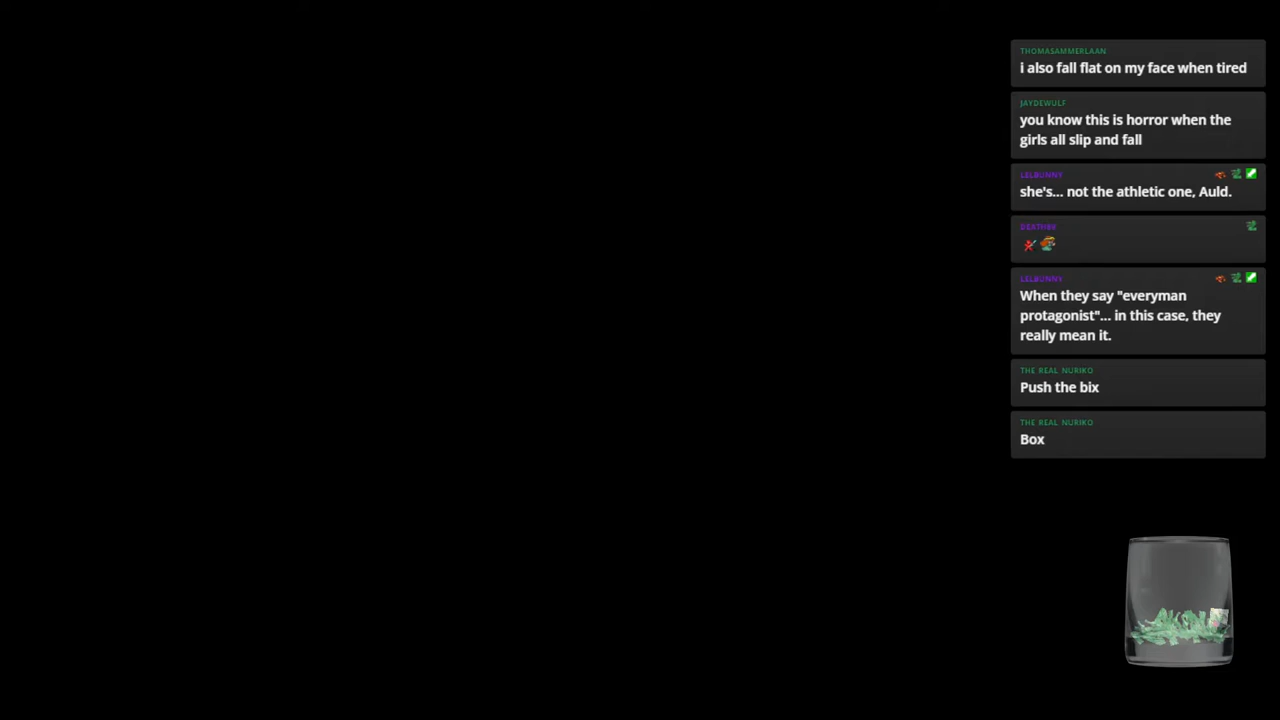 THOMASAMMERLAAN
i also fall flat on my face when tired
JAYDEWULF
you know this is horror when the
girls all slip and fall
LELBUNNY
she's... not the athletic one, Auld.
LELBUNNY
When they say "everyman
protagonist"... in this case, they
really mean it.
THE REAL NURIKO
Push the bix
THE REAL NURIKO
Box